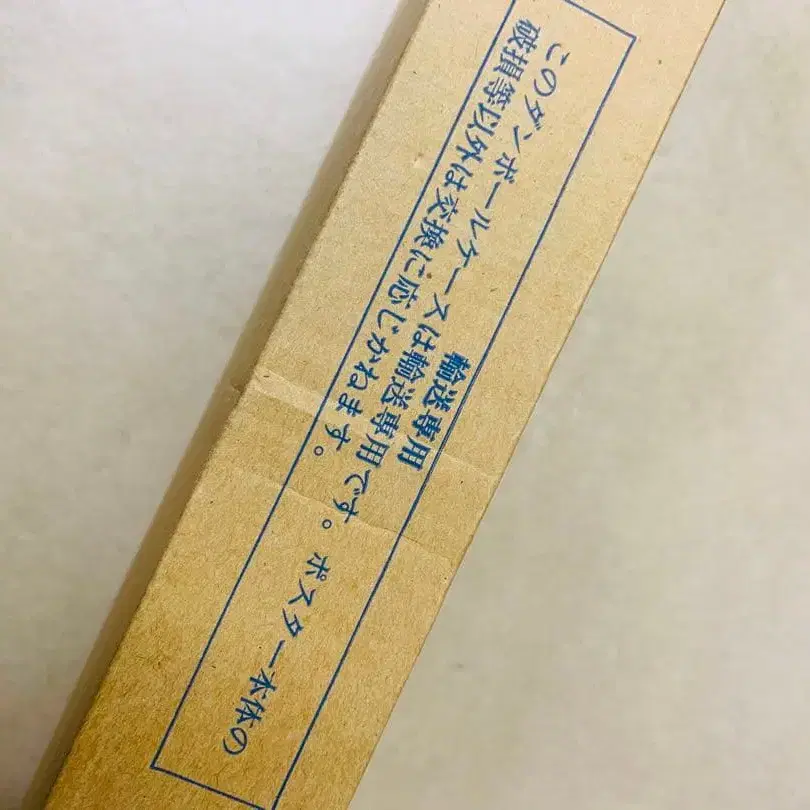 輸送専用
このダンボールケースは輸送専用です。ポスター本体の
破損等以外は交換に応じかねます。